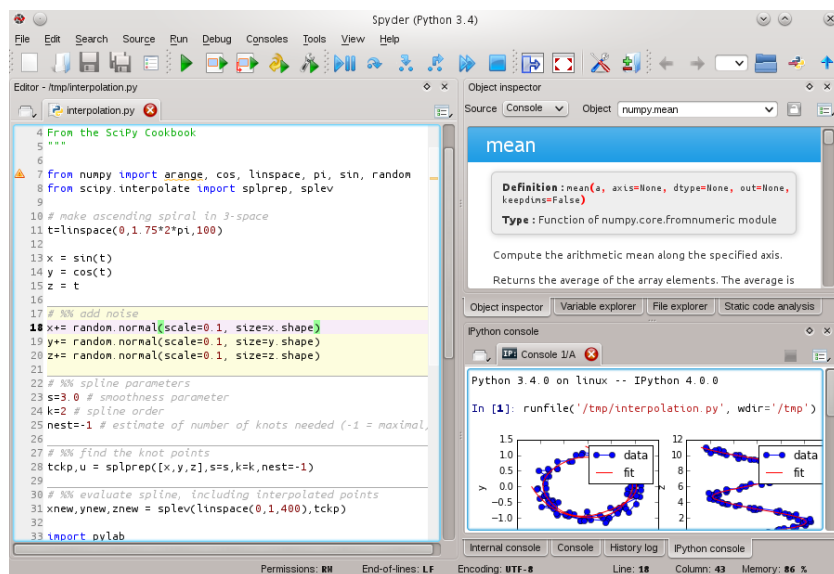 Spyder (Python 3.4)
File Edit Search Source Run Debug Consoles Tools View Help
Editor - /tmp/interpolation.py
interpolation.py
4 From the SciPy Cookbook
5 """
6
7 from numpy import arange, cos, linspace, pi, sin, random
8 from scipy.interpolate import splprep, splev
9
10 # make ascending spiral in 3-space
11 t=linspace(0,1.75*2*pi,100)
12
13 x = sin(t)
14 y = cos(t)
15 z = t
16
17 # %% add noise
18 x+= random.normal(scale=0.1, size=x.shape)
19 y+= random.normal(scale=0.1, size=y.shape)
20 z+= random.normal(scale=0.1, size=z.shape)
21
22 # %% spline parameters
23 s=3.0 # smoothness parameter
24 k=2 # spline order
25 nest=-1 # estimate of number of knots needed (-1 = maximal,
26
27 # %% find the knot points
28 tckp,u = splprep([x,y,z],s=s,k=k,nest=-1)
29
30 # %% evaluate spline, including interpolated points
31 xnew,ynew,znew = splev(linspace(0,1,400),tckp)
32
33 import pylab
Object inspector
Source Console Object numpy.mean
mean
Definition : mean(a, axis=None, dtype=None, out=None,
keepdims=False)
Type : Function of numpy.core.fromnumeric module
Compute the arithmetic mean along the specified axis.
Returns the average of the array elements. The average is
Object inspector Variable explorer File explorer Static code analysis
IPython console
IP: Console 1/A
Python 3.4.0 on linux -- IPython 4.0.0
In [1]: runfile('/tmp/interpolation.py', wdir='/tmp')
1.5
1.0
0.5
0.0
−0.5
−1.0
y
data
fit
12
10
8
6
4
2
z
data
fit
Internal console Console History log IPython console
Permissions: RW End-of-lines: LF Encoding: UTF-8 Line: 18 Column: 43 Memory: 86 %